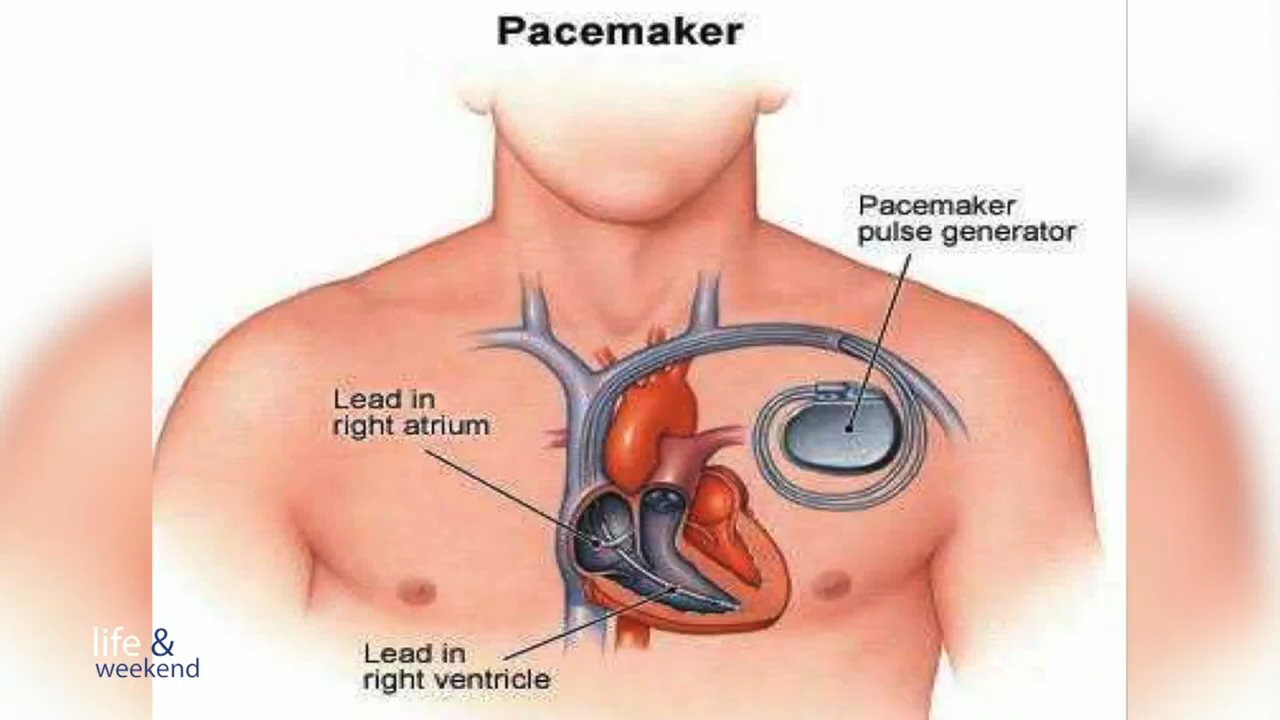 Pacemaker
Pacemaker
pulse generator
Lead in
right atrium
Lead in
right ventricle
life &
weekend